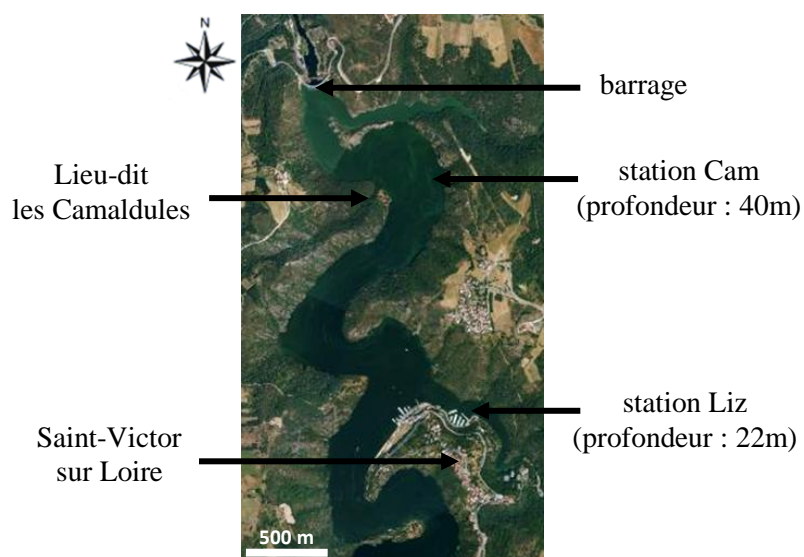 N
barrage
Lieu-dit
les Camaldules
station Cam
(profondeur : 40m)
Saint-Victor
sur Loire
station Liz
(profondeur : 22m)
500 m